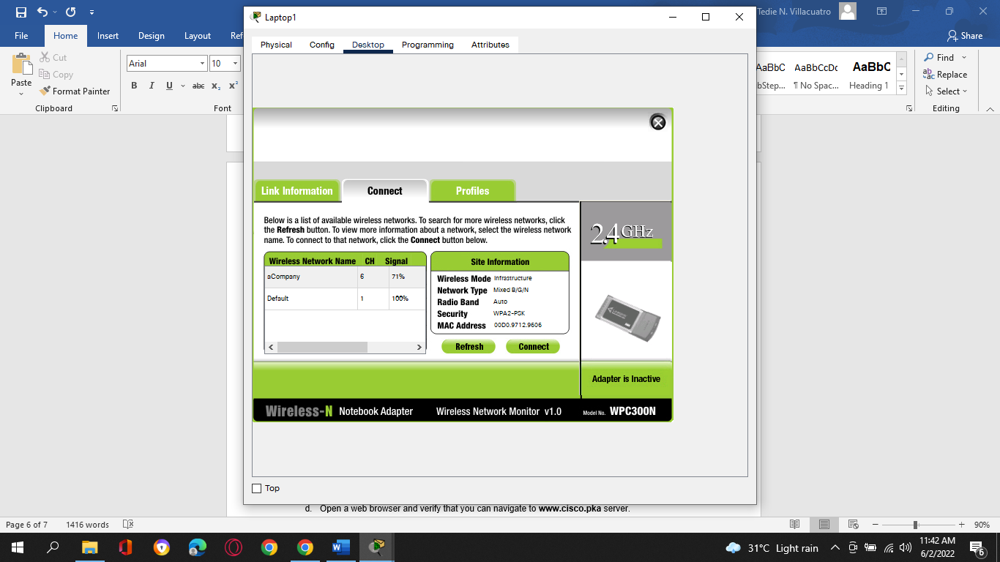 Tedie N. Villacuatro
Laptop1
File Home Insert Design Layout Ref
Share
Physical Config Desktop Programming Attributes
Cut
Copy
Format Painter
Paste
Clipboard
Arial 10
B I U abc x₂ x²
Font
AaBbC AaBbCcDc AaBbC
bStep... ¶ No Spac... Heading 1
Find
Replace
Select
Editing
Link Information Connect Profiles
Below is a list of available wireless networks. To search for more wireless networks, click
the Refresh button. To view more information about a network, select the wireless network
name. To connect to that network, click the Connect button below.
2.4GHz
Wireless Network Name CH Signal
aCompany 6 71%
Default 1 100%
Site Information
Wireless Mode Infrastructure
Network Type Mixed B/G/N
Radio Band Auto
Security WPA2-PSK
MAC Address 00D0.9712.9606
Refresh Connect
Adapter is Inactive
Wireless-N Notebook Adapter Wireless Network Monitor v1.0 Model No. WPC300N
Top
d. Open a web browser and verify that you can navigate to www.cisco.pka server.
Page 6 of 7 1416 words 90%
31°C Light rain
11:42 AM
6/2/2022
6